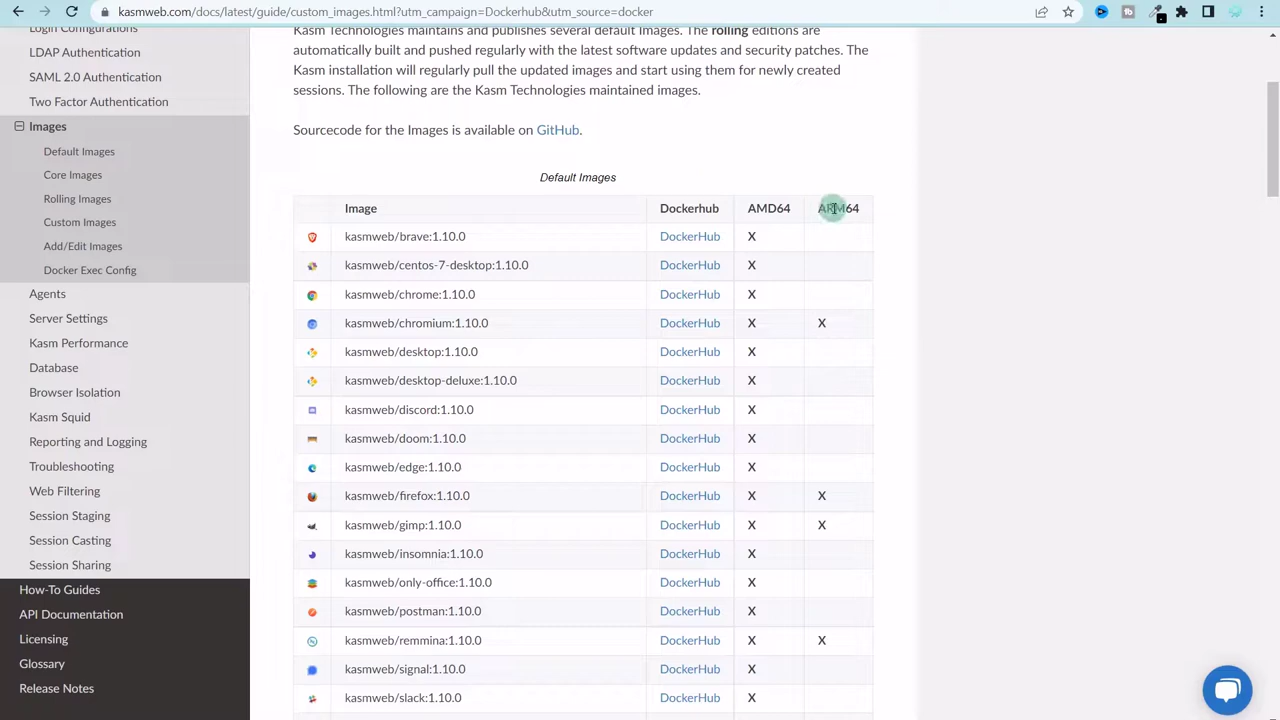 kasmweb.com/docs/latest/guide/custom_images.html?utm_campaign=Dockerhub&utm_source=docker
Login Configurations
LDAP Authentication
SAML 2.0 Authentication
Two Factor Authentication
Images
Default Images
Core Images
Rolling Images
Custom Images
Add/Edit Images
Docker Exec Config
Agents
Server Settings
Kasm Performance
Database
Browser Isolation
Kasm Squid
Reporting and Logging
Troubleshooting
Web Filtering
Session Staging
Session Casting
Session Sharing
How-To Guides
API Documentation
Licensing
Glossary
Release Notes
Kasm Technologies maintains and publishes several default Images. The rolling editions are
automatically built and pushed regularly with the latest software updates and security patches. The
Kasm installation will regularly pull the updated images and start using them for newly created
sessions. The following are the Kasm Technologies maintained images.
Sourcecode for the Images is available on GitHub.
Default Images
Image Dockerhub AMD64 ARM64
kasmweb/brave:1.10.0 DockerHub X
kasmweb/centos-7-desktop:1.10.0 DockerHub X
kasmweb/chrome:1.10.0 DockerHub X
kasmweb/chromium:1.10.0 DockerHub X X
kasmweb/desktop:1.10.0 DockerHub X
kasmweb/desktop-deluxe:1.10.0 DockerHub X
kasmweb/discord:1.10.0 DockerHub X
kasmweb/doom:1.10.0 DockerHub X
kasmweb/edge:1.10.0 DockerHub X
kasmweb/firefox:1.10.0 DockerHub X X
kasmweb/gimp:1.10.0 DockerHub X X
kasmweb/insomnia:1.10.0 DockerHub X
kasmweb/only-office:1.10.0 DockerHub X
kasmweb/postman:1.10.0 DockerHub X
kasmweb/remmina:1.10.0 DockerHub X X
kasmweb/signal:1.10.0 DockerHub X
kasmweb/slack:1.10.0 DockerHub X